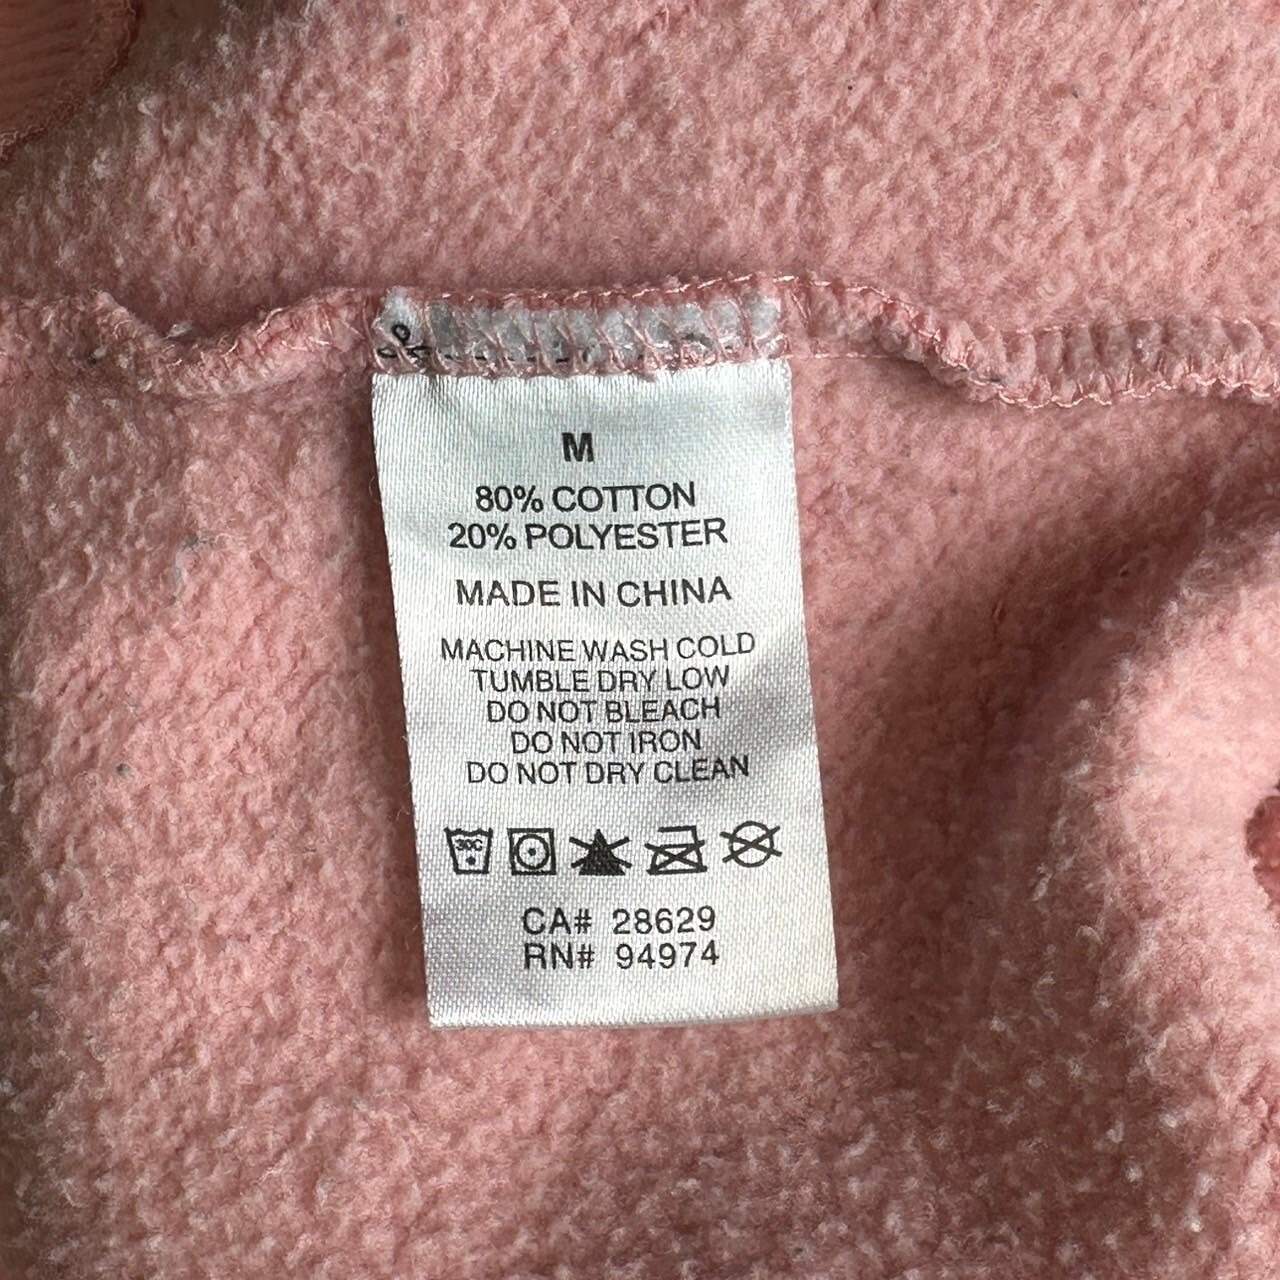 M
80% COTTON
20% POLYESTER
MADE IN CHINA
MACHINE WASH COLD
TUMBLE DRY LOW
DO NOT BLEACH
DO NOT IRON
DO NOT DRY CLEAN
30C
CA# 28629
RN# 94974